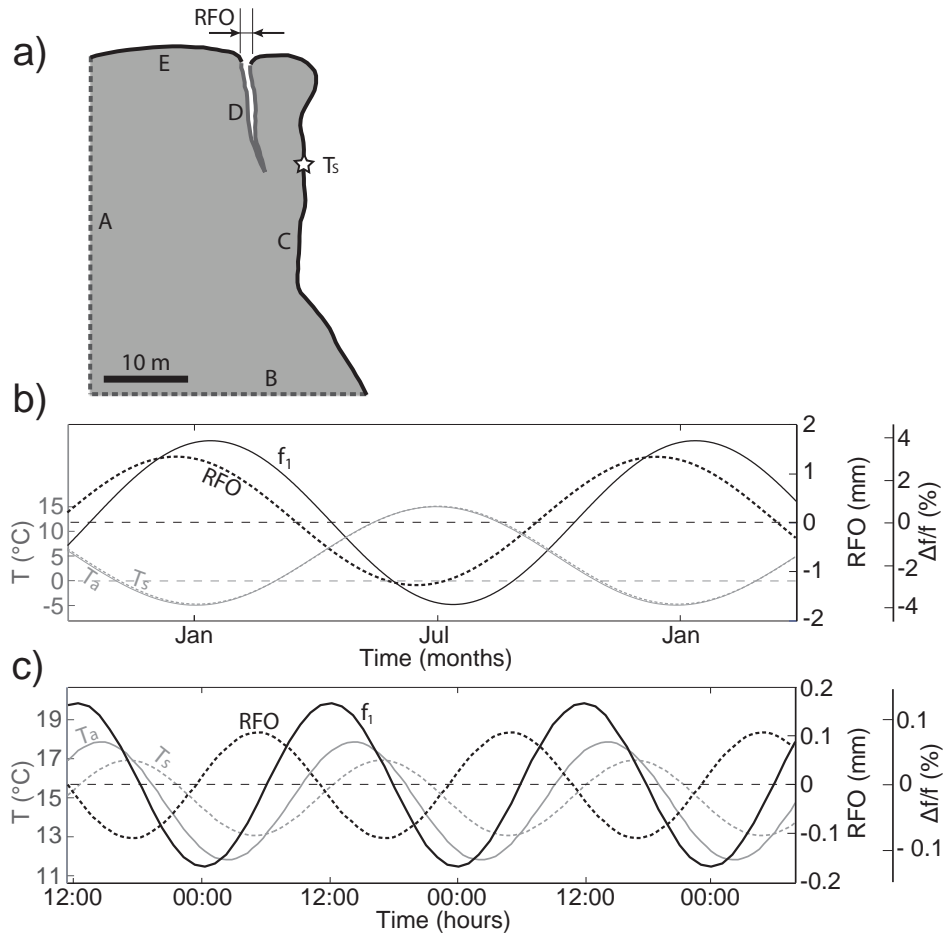 a)
RFO
E
D
Ts
A
C
10 m
B
b)
f1
RFO
Ta
Ts
T (°C)
15
10
5
0
-5
2
1
0
-1
-2
RFO (mm)
4
2
0
-2
-4
Δf/f (%)
Jan
Jul
Jan
Time (months)
c)
RFO
f1
Ta
Ts
T (°C)
19
17
15
13
11
0.2
0.1
0
-0.1
-0.2
RFO (mm)
0.1
0
- 0.1
Δf/f (%)
12:00
00:00
12:00
00:00
12:00
00:00
Time (hours)